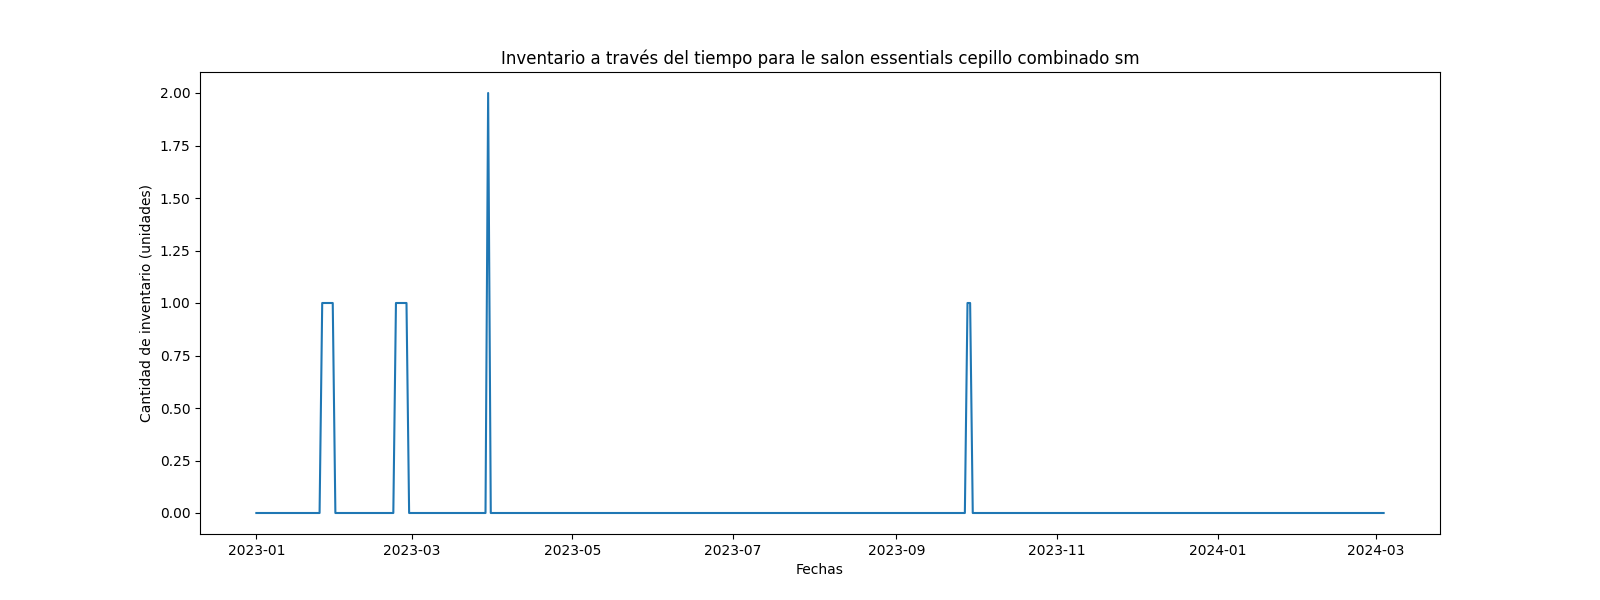 Inventario a través del tiempo para le salon essentials cepillo combinado sm
2.00
1.75
1.50
1.25
1.00
0.75
0.50
0.25
0.00
Cantidad de inventario (unidades)
2023-01 2023-03 2023-05 2023-07 2023-09 2023-11 2024-01 2024-03
Fechas